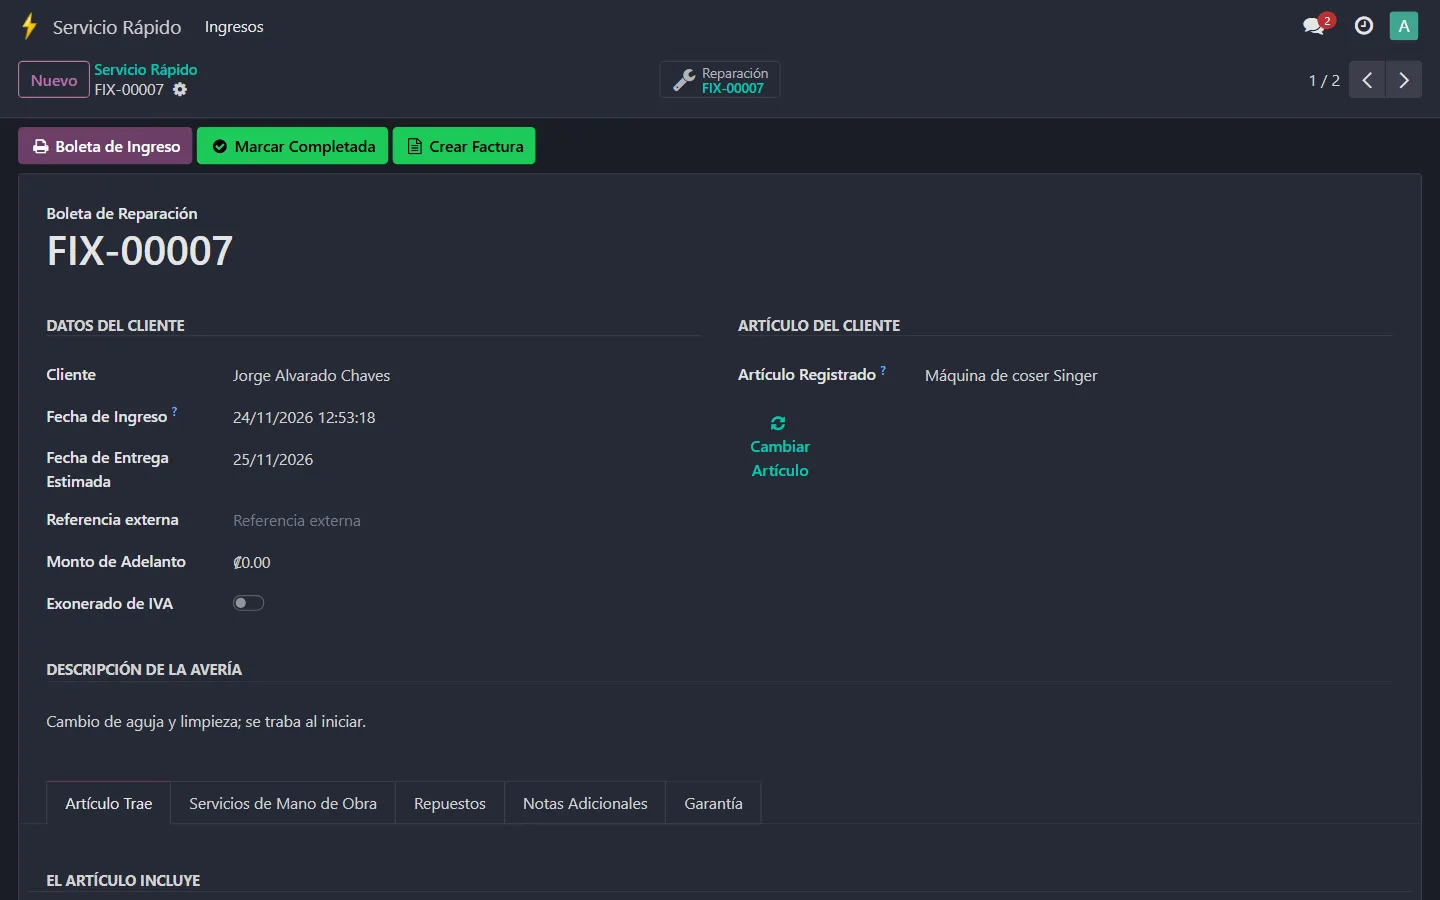 Servicio Rápido
Ingresos
2
A
Nuevo
Servicio Rápido
FIX-00007
Reparación
FIX-00007
1 / 2
Boleta de Ingreso
Marcar Completada
Crear Factura
Boleta de Reparación
FIX-00007
DATOS DEL CLIENTE
Cliente
Jorge Alvarado Chaves
Fecha de Ingreso ?
24/11/2026 12:53:18
Fecha de Entrega
Estimada
25/11/2026
Referencia externa
Referencia externa
Monto de Adelanto
₡0.00
Exonerado de IVA
ARTÍCULO DEL CLIENTE
Artículo Registrado ?
Máquina de coser Singer
Cambiar
Artículo
DESCRIPCIÓN DE LA AVERÍA
Cambio de aguja y limpieza; se traba al iniciar.
Artículo Trae
Servicios de Mano de Obra
Repuestos
Notas Adicionales
Garantía
EL ARTÍCULO INCLUYE